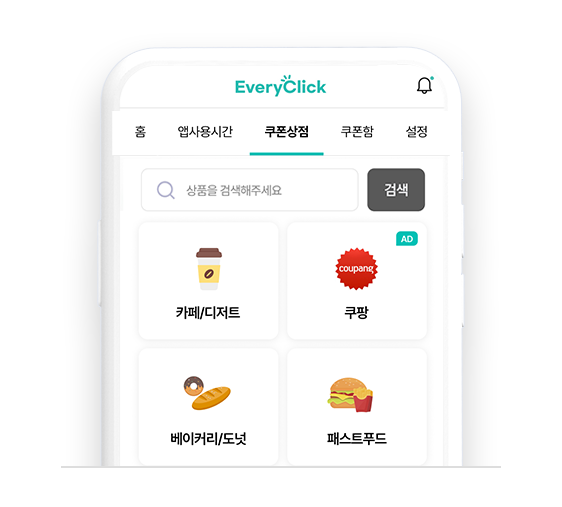 EveryClick
홈 앱사용시간 쿠폰상점 쿠폰함 설정
상품을 검색해주세요 검색
AD
coupang
카페/디저트 쿠팡
베이커리/도넛 패스트푸드